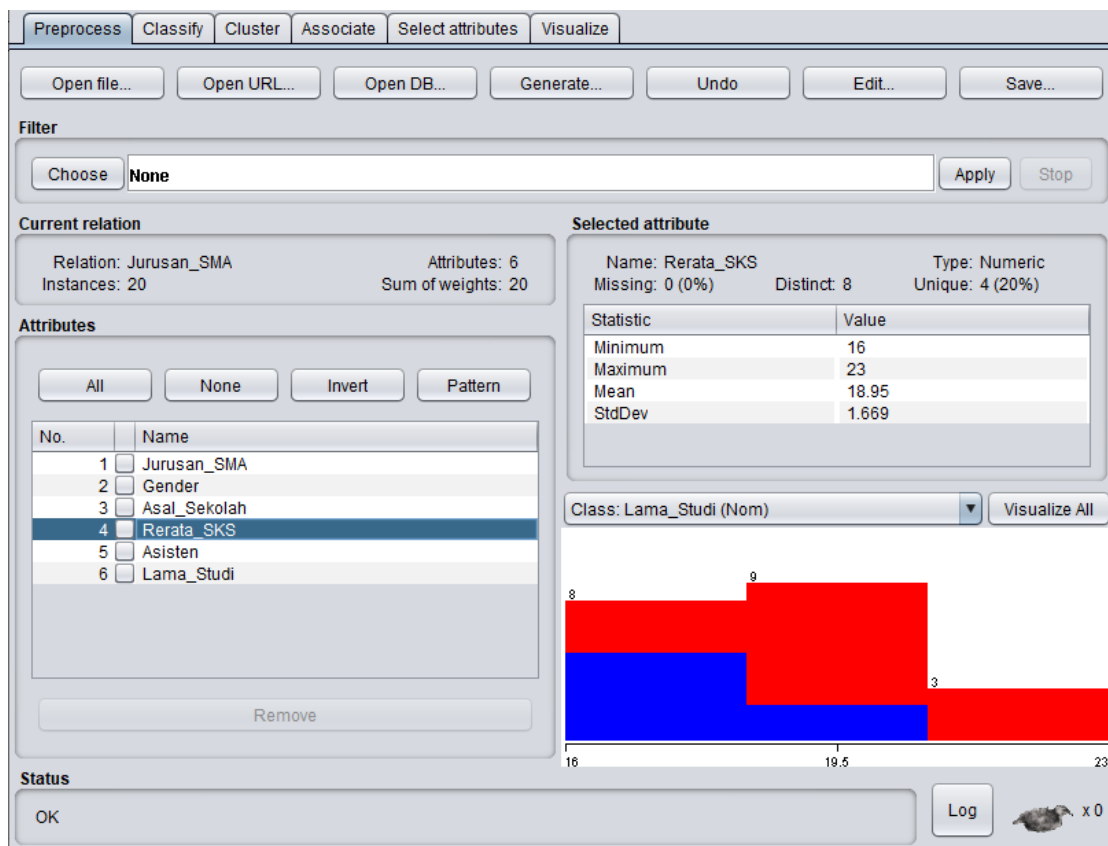 Preprocess Classify Cluster Associate Select attributes Visualize
Open file... Open URL... Open DB... Generate... Undo Edit... Save...
Filter
Choose None Apply Stop
Current relation
Relation: Jurusan_SMA Attributes: 6
Instances: 20 Sum of weights: 20
Attributes
All None Invert Pattern
No. Name
1 Jurusan_SMA
2 Gender
3 Asal_Sekolah
4 Rerata_SKS
5 Asisten
6 Lama_Studi
Remove
Selected attribute
Name: Rerata_SKS Type: Numeric
Missing: 0 (0%) Distinct: 8 Unique: 4 (20%)
Statistic Value
Minimum 16
Maximum 23
Mean 18.95
StdDev 1.669
Class: Lama_Studi (Nom) Visualize All
8
9
3
16 19.5 23
Status
OK
Log x 0